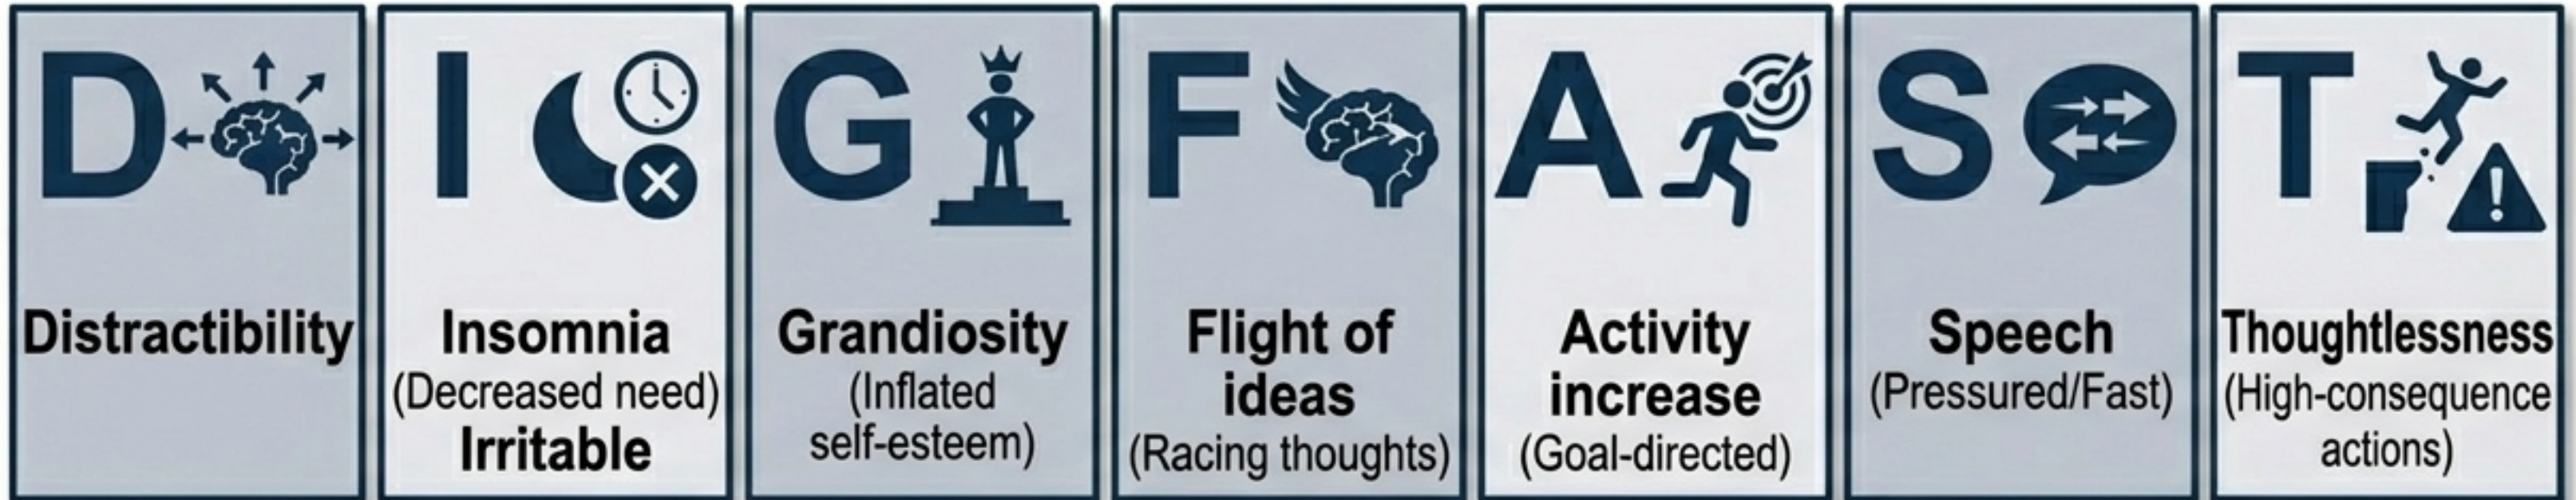 D
Distractibility
I
Insomnia
(Decreased need)
Irritable
G
Grandiosity
(Inflated
self-esteem)
F
Flight of
ideas
(Racing thoughts)
A
Activity
increase
(Goal-directed)
S
Speech
(Pressured/Fast)
T
Thoughtlessness
(High-consequence
actions)